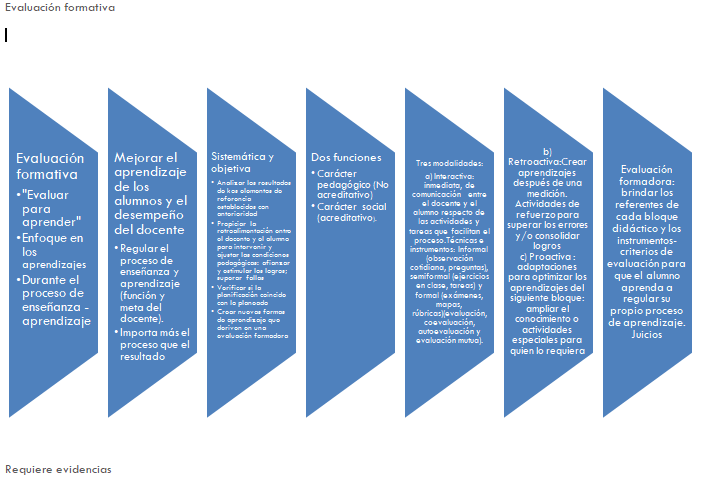 Evaluación formativa
Evaluación
formativa
•"Evaluar
para
aprender"
•Enfoque en
los
aprendizajes
•Durante el
proceso de
enseñanza -
aprendizaje
Mejorar el
aprendizaje
de los
alumnos y el
desempeño
del docente
•Regular el
proceso de
enseñanza y
aprendizaje
(función y
meta del
docente).
•Importa más el
proceso que el
resultado
Sistemática y
objetiva
• Analizar los resultados
de kas elementos de
referencia
establecidos con
anterioridad
• Propiciar la
retroalimentación entre
el docente y el alumno
para intervenir y
ajustar las condiciones
pedagógicas: afianzar
y estimular los logros;
superar fallas
• Verificar si la
planificación coincide
con lo planeado
• Crear nuevas formas
de aprendizaje que
deriven en una
evaluación formadora
Dos funciones
• Carácter
pedagógico (No
acreditativo)
• Carácter social
(acreditativo).
Tres modalidades:
a) Interactiva:
inmediata, de
comunicación entre
el docente y el
alumno respecto de
las actividades y
tareas que facilitan el
proceso.Técnicas e
instrumentos: Informal
(observación
cotidiana, preguntas),
semiformal (ejercicios
en clase, tareas) y
formal (exámenes,
mapas,
rúbricas)(evaluación,
coevaluación,
autoevaluación y
evaluación mutua).
b)
Retroactiva:Crear
aprendizajes
después de una
medición.
Actividades de
refuerzo para
superar los errores
y/o consolidar
logros
c) Proactiva :
adaptaciones
para optimizar los
aprendizajes del
siguiente bloque:
ampliar el
conocimiento o
actividades
especiales para
quien lo requiera
Evaluación
formadora:
brindar los
referentes de
cada bloque
didáctico y los
instrumentos-
criterios de
evaluación para
que el alumno
aprenda a
regular su
propio proceso
de aprendizaje.
Juicios
Requiere evidencias